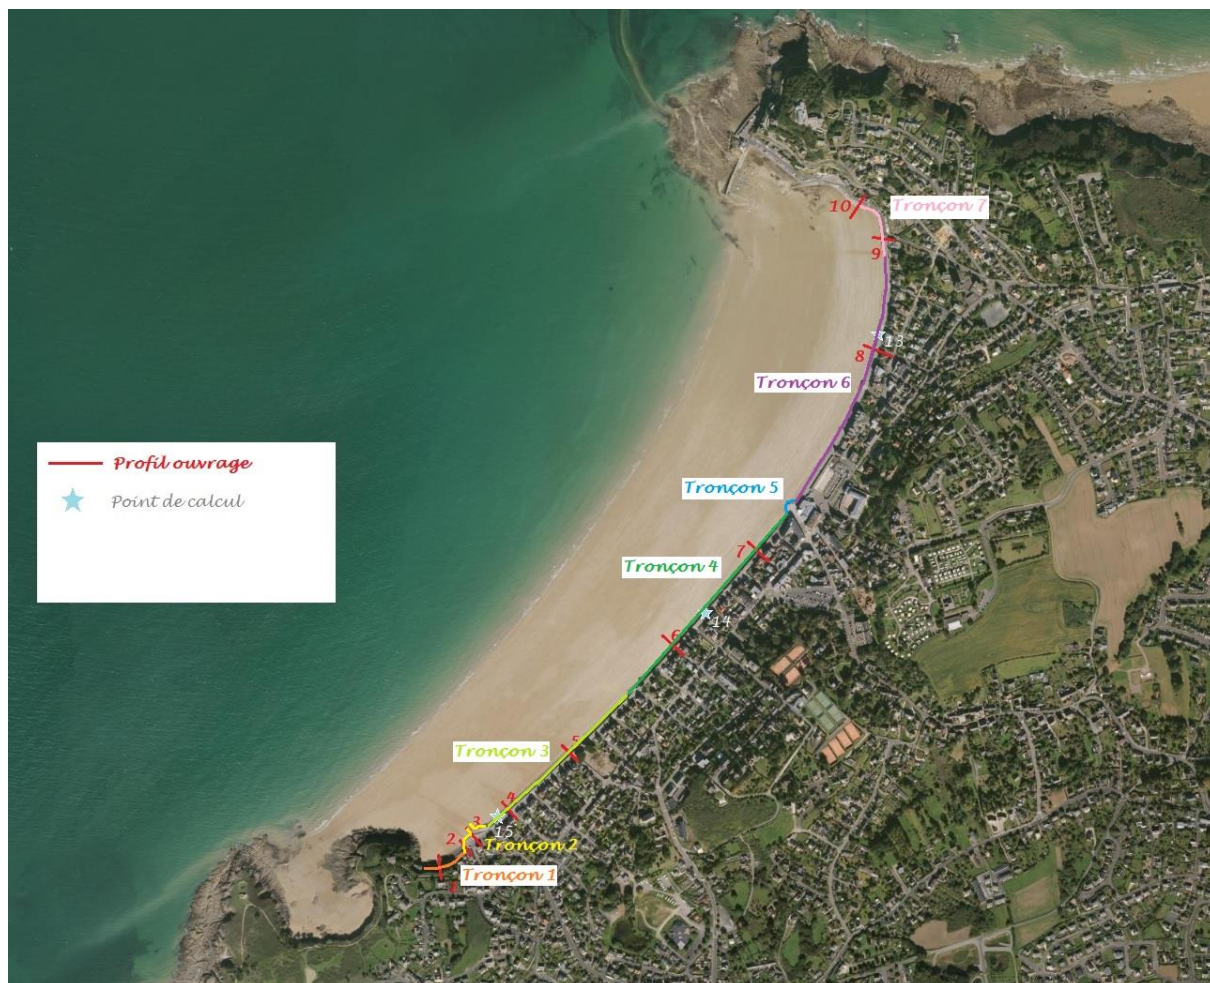 10
Tronçon 7
9
13
8
Tronçon 6
Profil ouvrage
Point de calcul
Tronçon 5
7
Tronçon 4
14
6
Tronçon 3
5
4
3
15
2
Tronçon 2
Tronçon 1
1